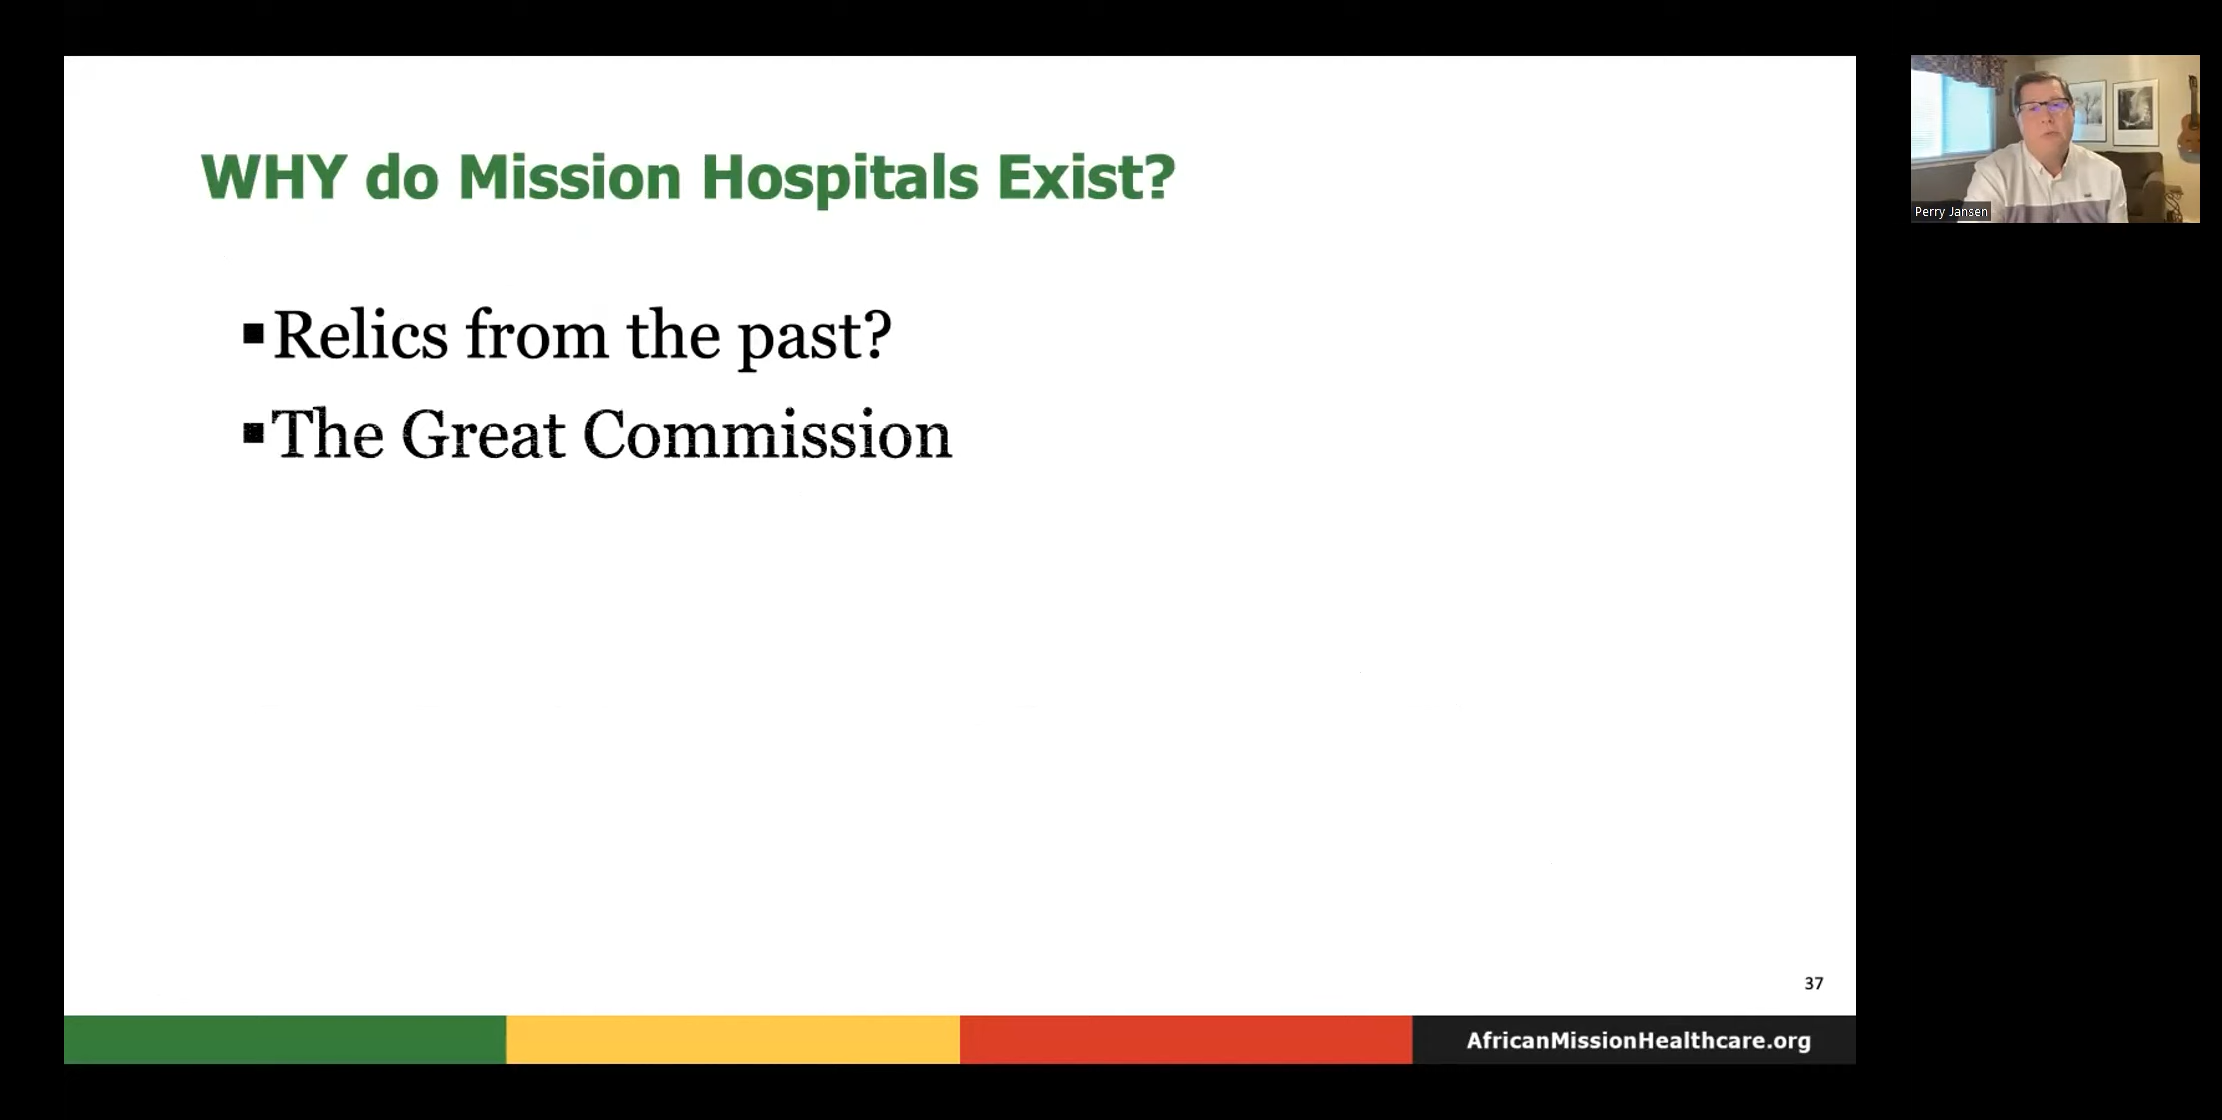 WHY do Mission Hospitals Exist?
▪Relics from the past?
▪The Great Commission
37
AfricanMissionHealthcare.org
Perry Jansen